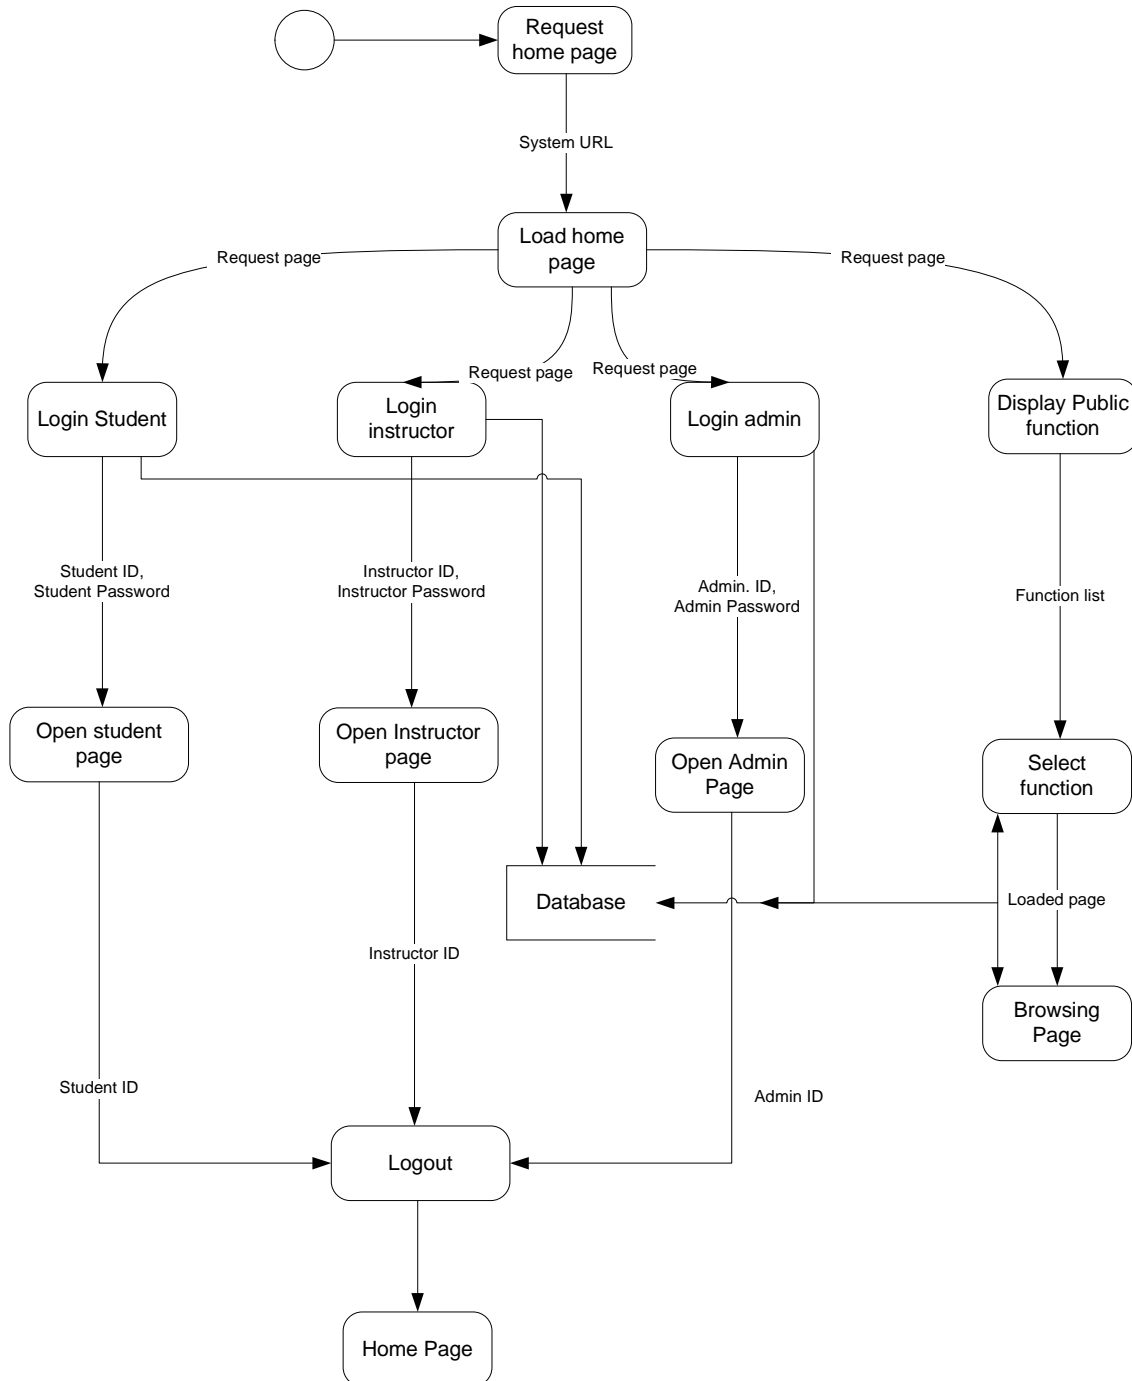 Request
home page
System URL
Load home
page
Request page
Request page
Request page
Request page
Login Student
Login
instructor
Login admin
Display Public
function
Student ID,
Student Password
Instructor ID,
Instructor Password
Admin. ID,
Admin Password
Function list
Open student
page
Open Instructor
page
Open Admin
Page
Select
function
Database
Loaded page
Instructor ID
Browsing
Page
Student ID
Admin ID
Logout
Home Page